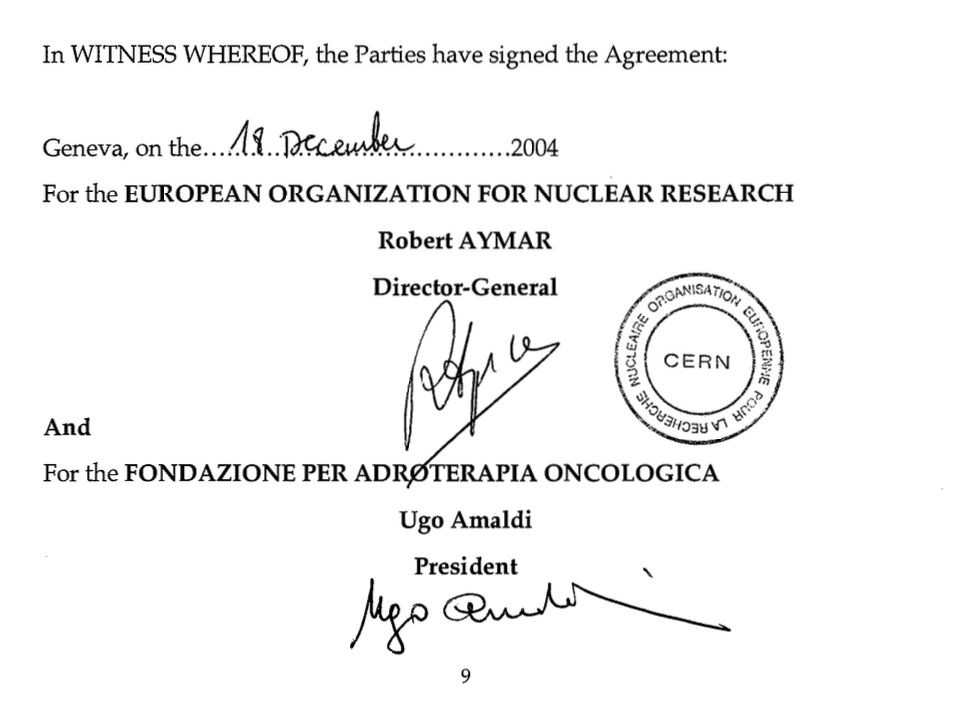 In WITNESS WHEREOF, the Parties have signed the Agreement:
Geneva, on the....18..December.......................2004
For the EUROPEAN ORGANIZATION FOR NUCLEAR RESEARCH
Robert AYMAR
Director-General
ORGANISATION EUROPEENNE POUR LA RECHERCHE NUCLEAIRE
CERN
And
For the FONDAZIONE PER ADROTERAPIA ONCOLOGICA
Ugo Amaldi
President
Ugo Amaldi
9